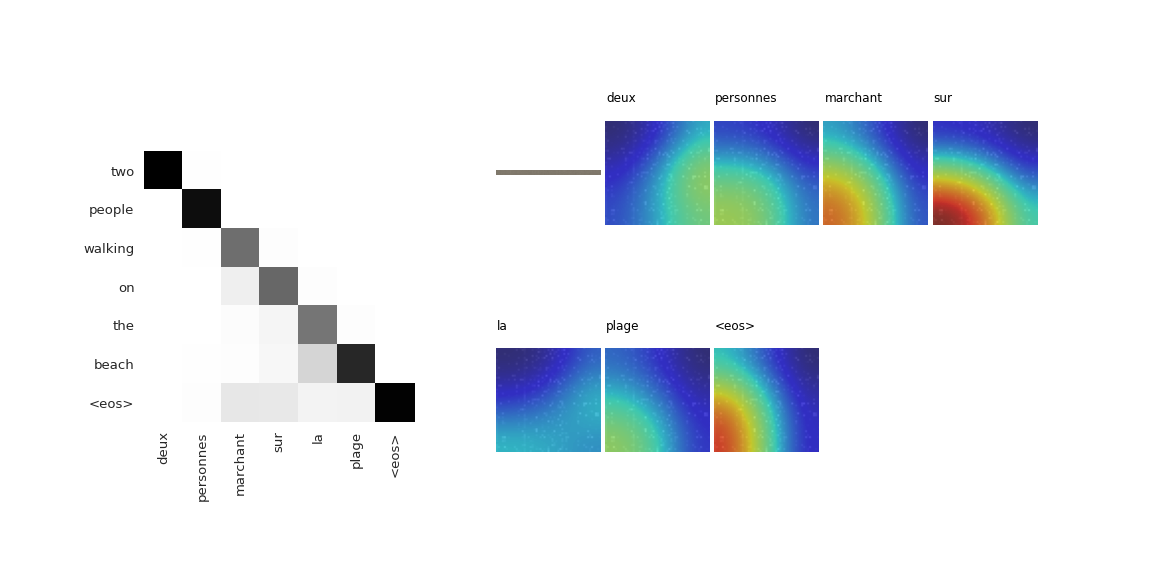 two
people
walking
on
the
beach
<eos>
deux
personnes
marchant
sur
la
plage
<eos>
deux personnes marchant sur
la plage <eos>